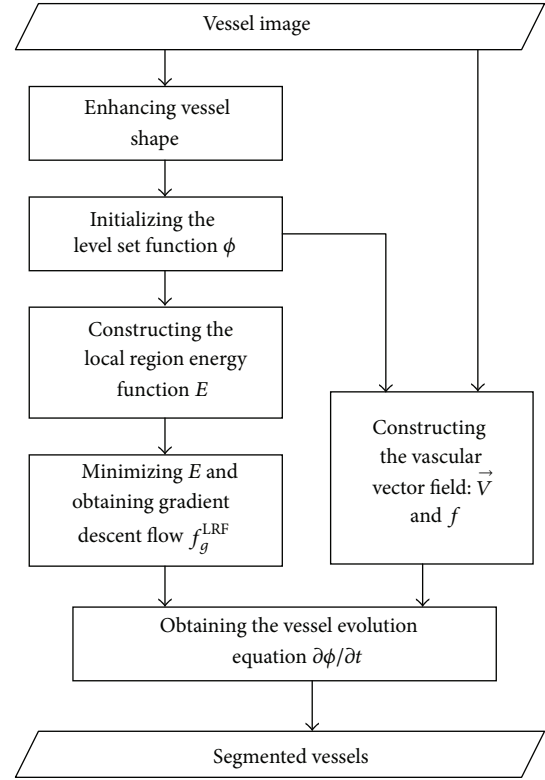 Vessel image
Enhancing vessel
shape
Initializing the
level set function ϕ
Constructing the
local region energy
function E
Minimizing E and
obtaining gradient
descent flow f_g^LRF
Constructing
the vascular
vector field: V⃗
and f
Obtaining the vessel evolution
equation ∂ϕ/∂t
Segmented vessels